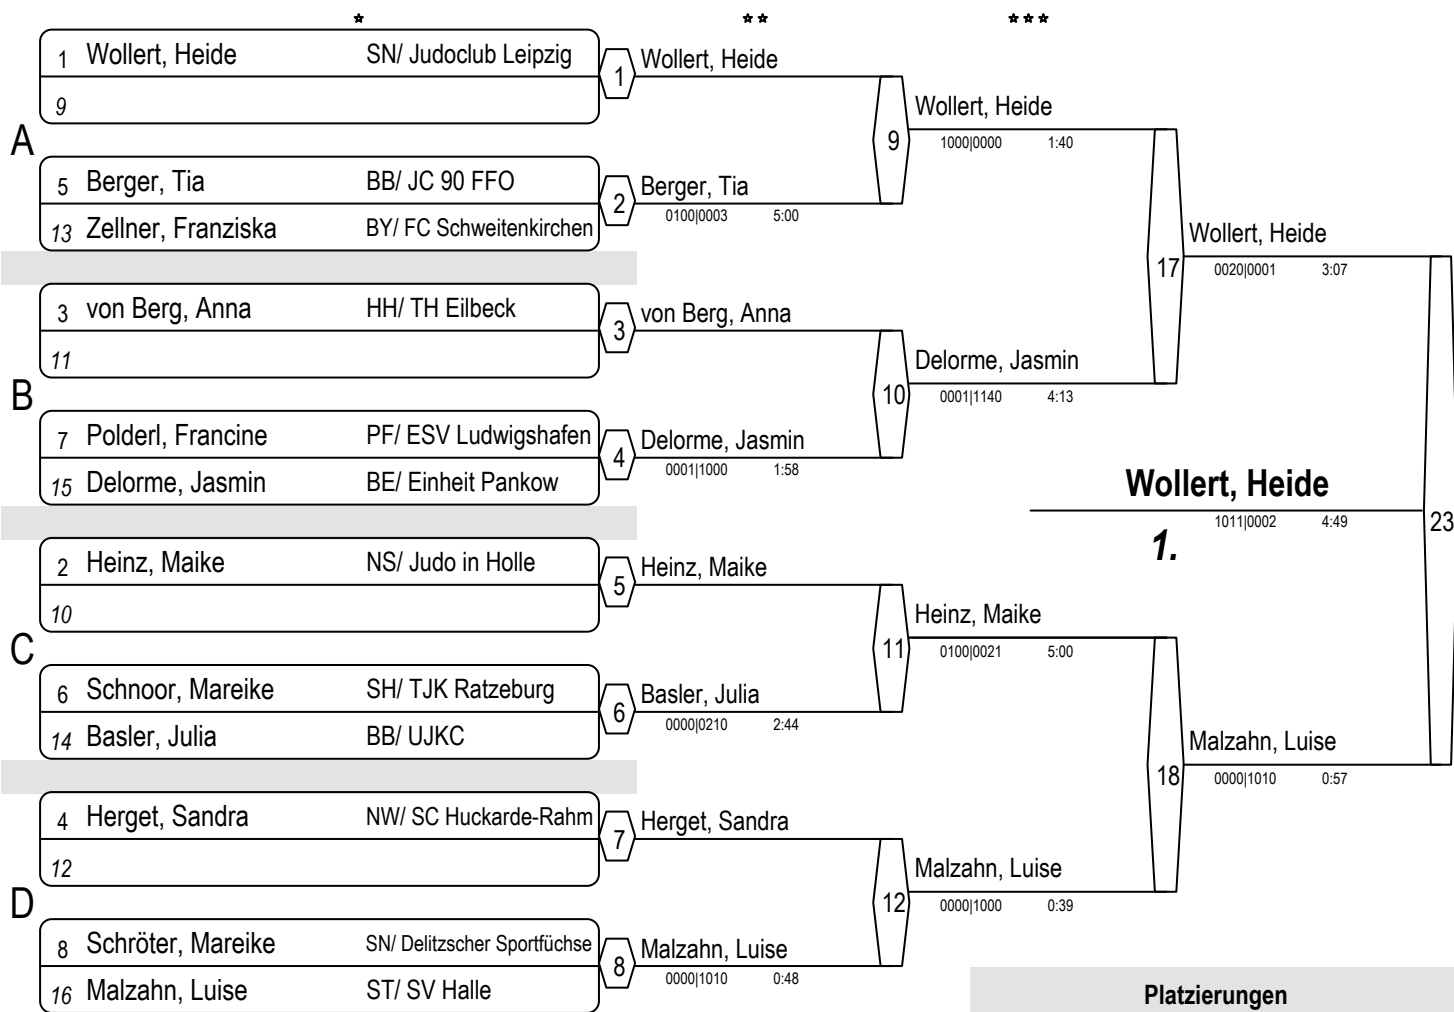 * ** ***
1 Wollert, Heide SN/ Judoclub Leipzig
9
1 Wollert, Heide
A
5 Berger, Tia BB/ JC 90 FFO
13 Zellner, Franziska BY/ FC Schweitenkirchen
2 Berger, Tia
0100|0003 5:00
9 Wollert, Heide
1000|0000 1:40
3 von Berg, Anna HH/ TH Eilbeck
11
3 von Berg, Anna
B
7 Polderl, Francine PF/ ESV Ludwigshafen
15 Delorme, Jasmin BE/ Einheit Pankow
4 Delorme, Jasmin
0001|1000 1:58
10 Delorme, Jasmin
0001|1140 4:13
17 Wollert, Heide
0020|0001 3:07
2 Heinz, Maike NS/ Judo in Holle
10
5 Heinz, Maike
C
6 Schnoor, Mareike SH/ TJK Ratzeburg
14 Basler, Julia BB/ UJKC
6 Basler, Julia
0000|0210 2:44
11 Heinz, Maike
0100|0021 5:00
4 Herget, Sandra NW/ SC Huckarde-Rahm
12
7 Herget, Sandra
D
8 Schröter, Mareike SN/ Delitzscher Sportfüchse
16 Malzahn, Luise ST/ SV Halle
8 Malzahn, Luise
0000|1010 0:48
12 Malzahn, Luise
0000|1000 0:39
18 Malzahn, Luise
0000|1010 0:57
Wollert, Heide
1011|0002 4:49
1.
23
Platzierungen